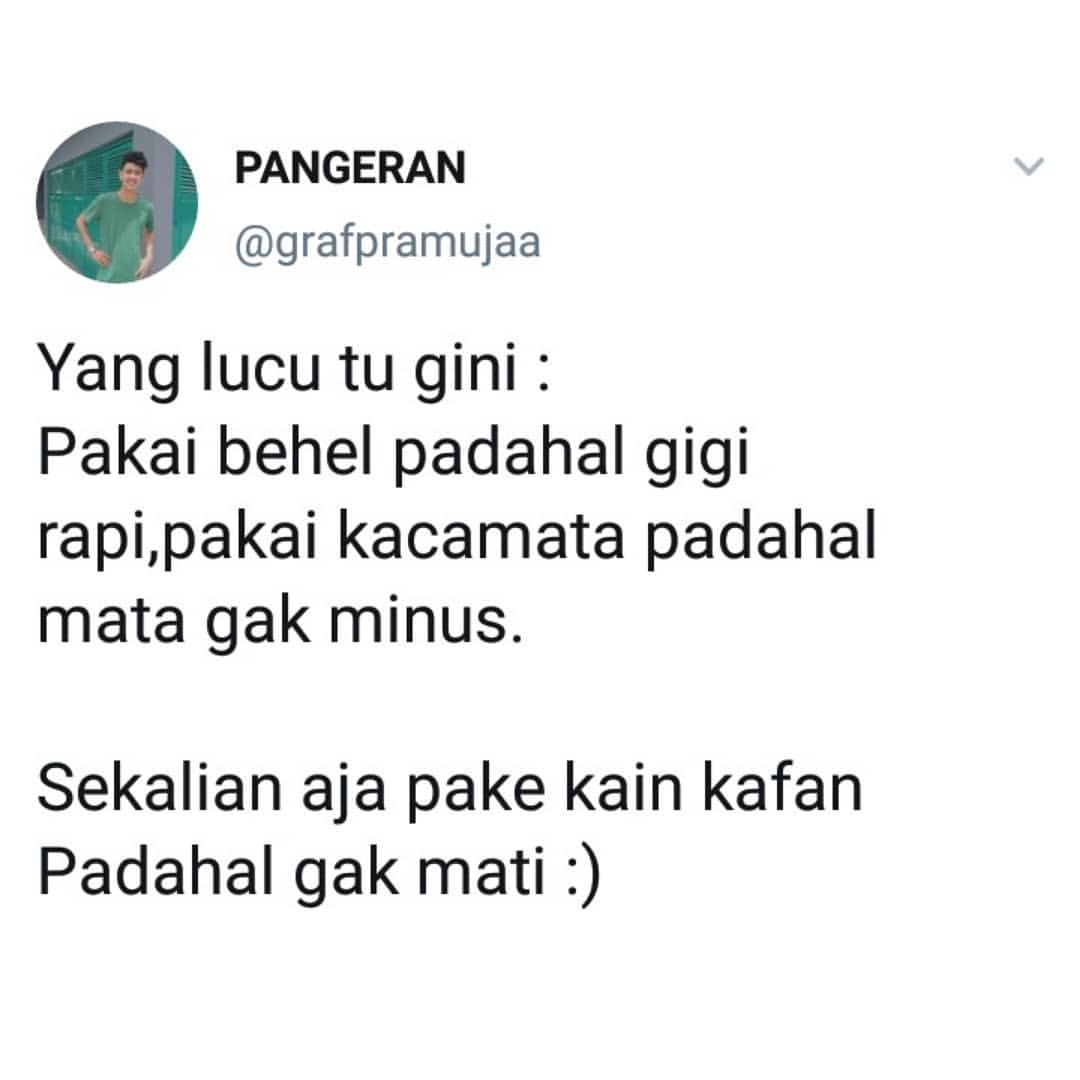 PANGERAN
@grafpramujaa
Yang lucu tu gini :
Pakai behel padahal gigi
rapi,pakai kacamata padahal
mata gak minus.
Sekalian aja pake kain kafan
Padahal gak mati :)